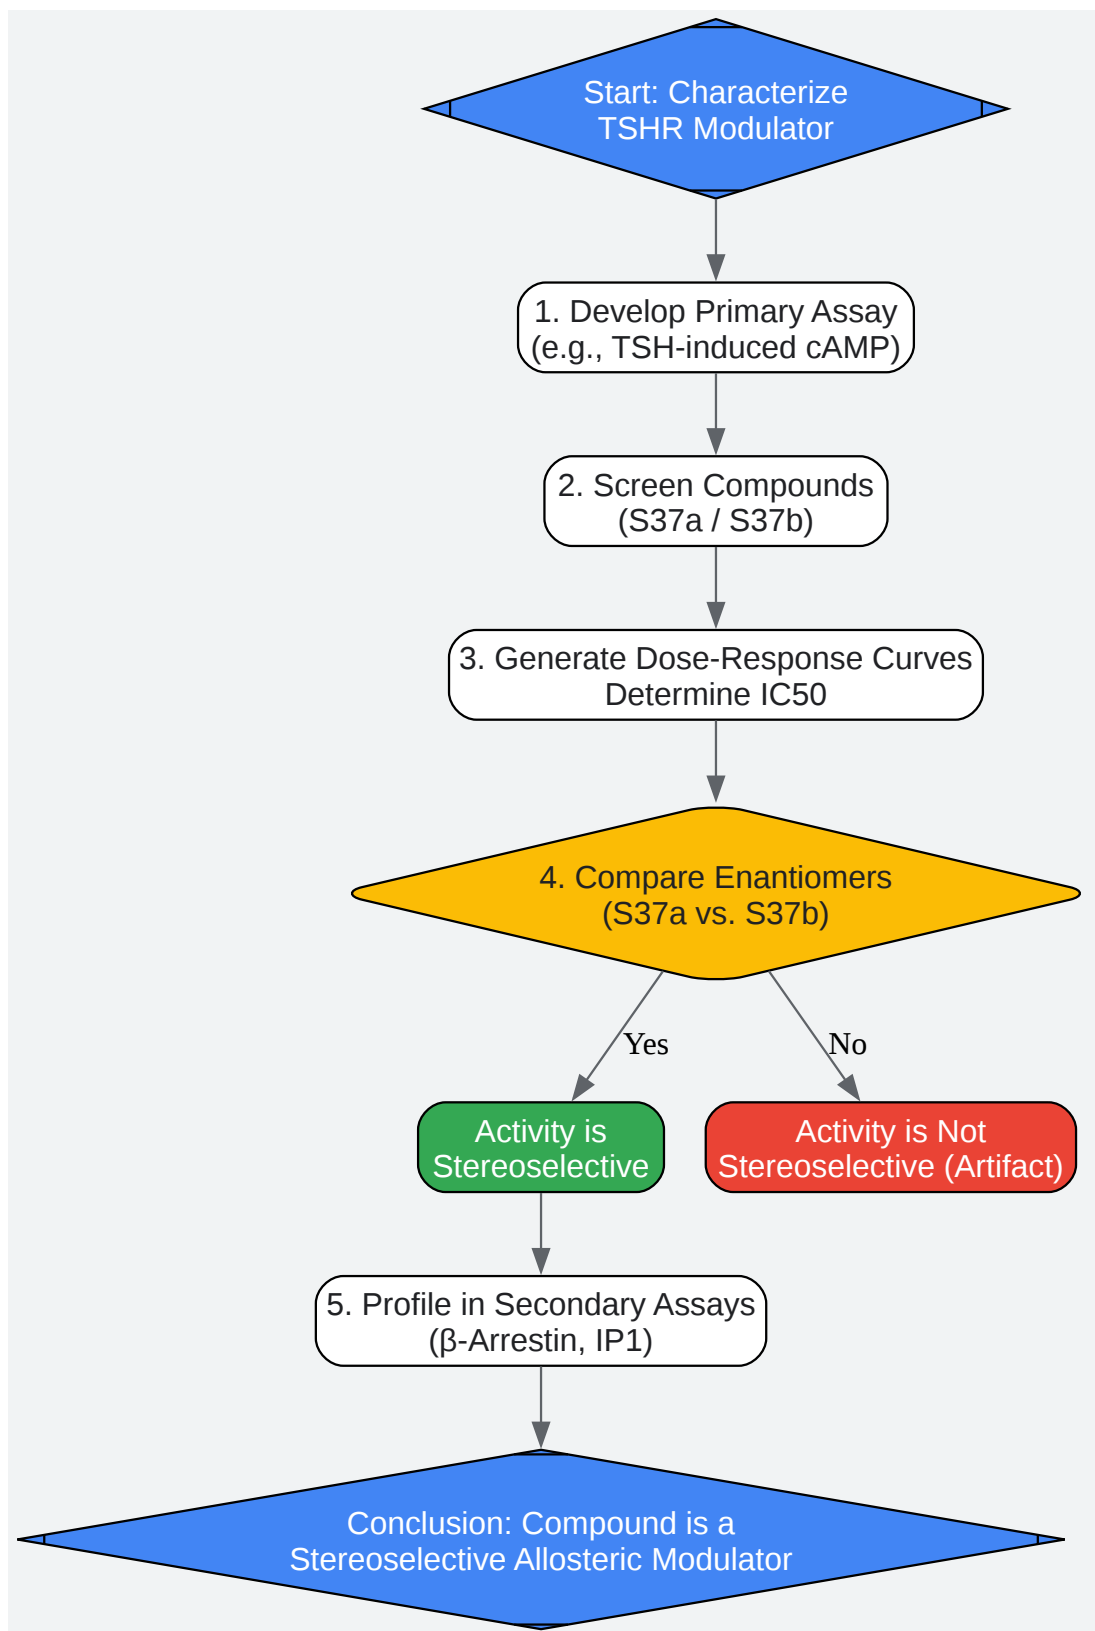 Start: Characterize
TSHR Modulator
1. Develop Primary Assay
(e.g., TSH-induced cAMP)
2. Screen Compounds
(S37a / S37b)
3. Generate Dose-Response Curves
Determine IC50
4. Compare Enantiomers
(S37a vs. S37b)
Yes
No
Activity is
Stereoselective
Activity is Not
Stereoselective (Artifact)
5. Profile in Secondary Assays
(β-Arrestin, IP1)
Conclusion: Compound is a
Stereoselective Allosteric Modulator